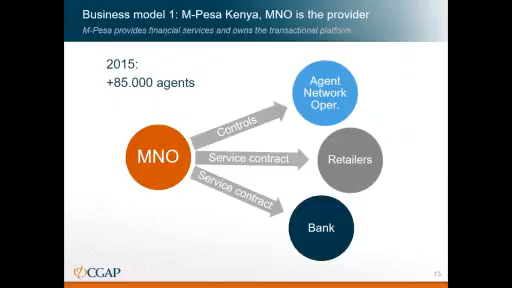 Business model 1: M-Pesa Kenya, MNO is the provider
M-Pesa provides financial services and owns the transactional platform.
2015:
+85.000 agents
Agent
Network
Oper.
Controls
MNO
Service contract
Retailers
Service contract
Bank
CGAP
13